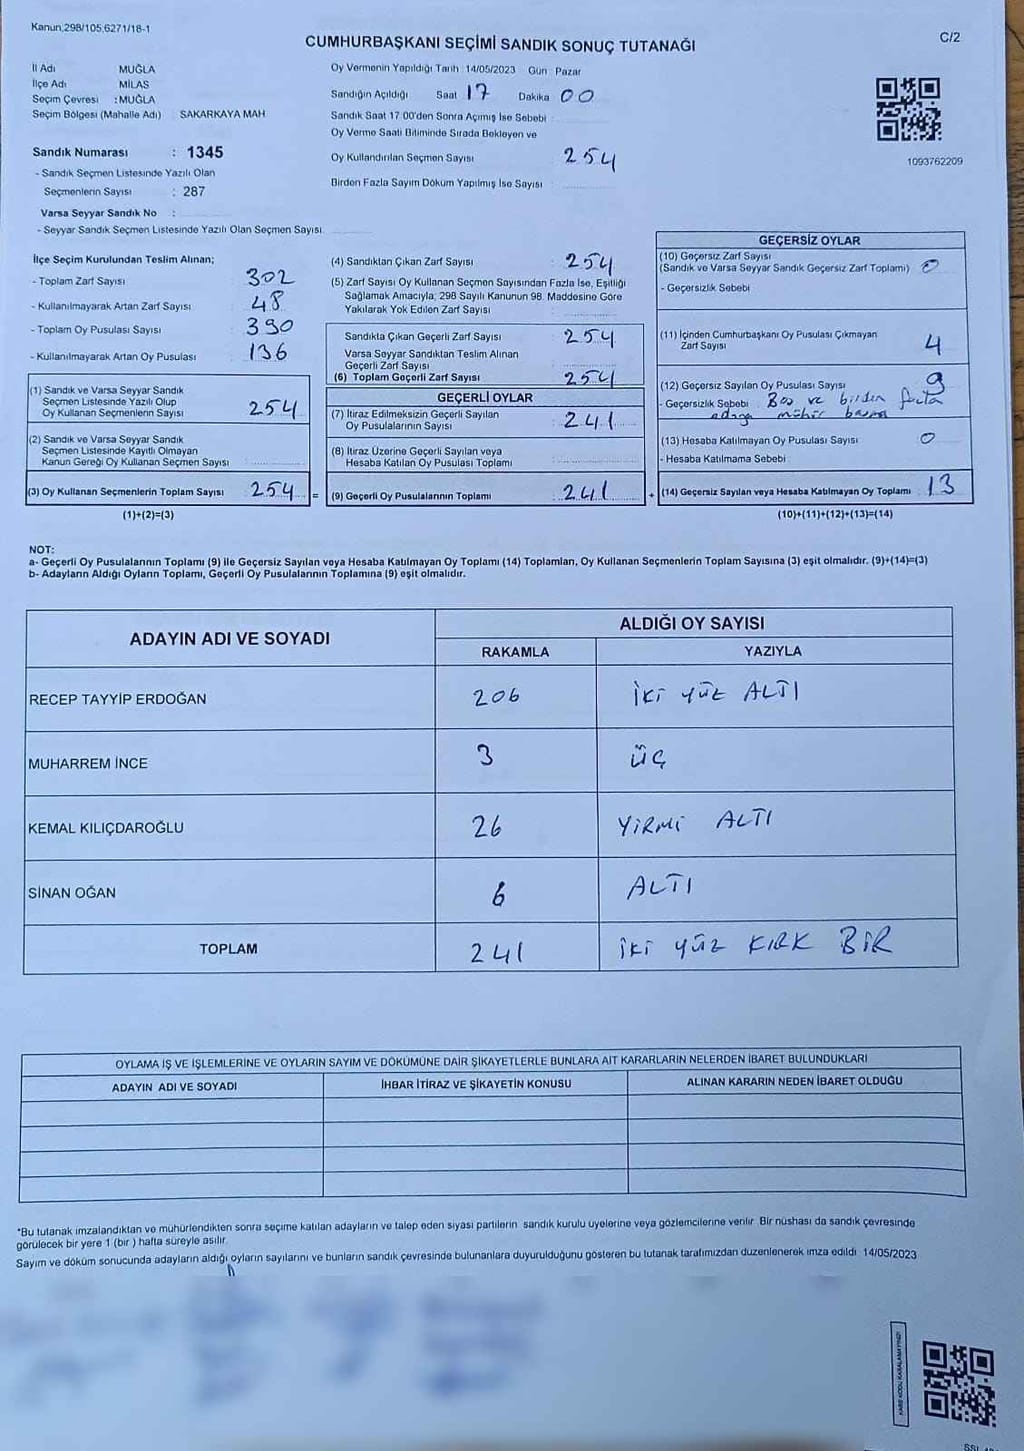 Kanun,298/105,6271/18-1
C/2
CUMHURBAŞKANI SEÇİMİ SANDIK SONUÇ TUTANAĞI
İl Adı MUĞLA
İlçe Adı MİLAS
Seçim Çevresi : MUĞLA
Seçim Bölgesi (Mahalle Adı) SAKARKAYA MAH
Sandık Numarası : 1345
- Sandık Seçmen Listesinde Yazılı Olan
Seçmenlerin Sayısı : 287
Varsa Seyyar Sandık No :
- Seyyar Sandık Seçmen Listesinde Yazılı Olan Seçmen Sayısı
Oy Vermenin Yapıldığı Tarih 14/05/2023 Gün Pazar
Sandığın Açıldığı Saat 17 Dakika 00
Sandık Saat 17 00'den Sonra Açımış İse Sebebi
Oy Verme Saati Bitiminde Sırada Bekleyen ve
Oy Kullandırılan Seçmen Sayısı 254
Birden Fazla Sayım Döküm Yapılmış İse Sayısı
1093762209
İlçe Seçim Kurulundan Teslim Alınan;
- Toplam Zarf Sayısı 302
- Kullanılmayarak Artan Zarf Sayısı 48
- Toplam Oy Pusulası Sayısı 390
- Kullanılmayarak Artan Oy Pusulası 136
(1) Sandık ve Varsa Seyyar Sandık
Seçmen Listesinde Yazılı Olup
Oy Kullanan Seçmenlerin Sayısı 254
(2) Sandık ve Varsa Seyyar Sandık
Seçmen Listesinde Kayıtlı Olmayan
Kanun Gereği Oy Kullanan Seçmen Sayısı
(3) Oy Kullanan Seçmenlerin Toplam Sayısı 254 =
(1)+(2)=(3)
(4) Sandıktan Çıkan Zarf Sayısı : 254
(5) Zarf Sayısı Oy Kullanan Seçmen Sayısından Fazla İse, Eşitliği
Sağlamak Amacıyla; 298 Sayılı Kanunun 98. Maddesine Göre
Yakılarak Yok Edilen Zarf Sayısı
Sandıkta Çıkan Geçerli Zarf Sayısı 254
Varsa Seyyar Sandıktan Teslim Alınan
Geçerli Zarf Sayısı
(6) Toplam Geçerli Zarf Sayısı 254
GEÇERLİ OYLAR
(7) İtiraz Edilmeksizin Geçerli Sayılan
Oy Pusulalarının Sayısı 241
(8) İtiraz Üzerine Geçerli Sayılan veya
Hesaba Katılan Oy Pusulası Toplamı
(9) Geçerli Oy Pusulalarının Toplamı 241 +
GEÇERSİZ OYLAR
(10) Geçersiz Zarf Sayısı
(Sandık ve Varsa Seyyar Sandık Geçersiz Zarf Toplamı) 0
- Geçersizlik Sebebi
(11) İçinden Cumhurbaşkanı Oy Pusulası Çıkmayan
Zarf Sayısı 4
(12) Geçersiz Sayılan Oy Pusulası Sayısı 9
- Geçersizlik Sebebi Boş ve birden fazla
adaya mühür basma
(13) Hesaba Katılmayan Oy Pusulası Sayısı 0
- Hesaba Katılmama Sebebi
(14) Geçersiz Sayılan veya Hesaba Katılmayan Oy Toplamı 13
(10)+(11)+(12)+(13)=(14)
NOT:
a- Geçerli Oy Pusulalarının Toplamı (9) ile Geçersiz Sayılan veya Hesaba Katılmayan Oy Toplamı (14) Toplamları, Oy Kullanan Seçmenlerin Toplam Sayısına (3) eşit olmalıdır. (9)+(14)=(3)
b- Adayların Aldığı Oyların Toplamı, Geçerli Oy Pusulalarının Toplamına (9) eşit olmalıdır.
ADAYIN ADI VE SOYADI ALDIĞI OY SAYISI
RAKAMLA YAZIYLA
RECEP TAYYİP ERDOĞAN 206 İKİ YÜZ ALTI
MUHARREM İNCE 3 ÜÇ
KEMAL KILIÇDAROĞLU 26 YİRMİ ALTI
SİNAN OĞAN 6 ALTI
TOPLAM 241 İKİ YÜZ KIRK BİR
OYLAMA İŞ VE İŞLEMLERİNE VE OYLARIN SAYIM VE DÖKÜMÜNE DAİR ŞİKAYETLERLE BUNLARA AİT KARARLARIN NELERDEN İBARET BULUNDUKLARI
ADAYIN ADI VE SOYADI İHBAR İTİRAZ VE ŞİKAYETİN KONUSU ALINAN KARARIN NEDEN İBARET OLDUĞU
*Bu tutanak imzalandıktan ve mühürlendikten sonra seçime katılan adayların ve talep eden siyasi partilerin sandık kurulu üyelerine veya gözlemcilerine verilir Bir nüshası da sandık çevresinde
görülecek bir yere 1 (bir ) hafta süreyle asılır
Sayım ve döküm sonucunda adayların aldığı oyların sayılarını ve bunların sandık çevresinde bulunanlara duyurulduğunu gösteren bu tutanak tarafımızdan düzenlenerek imza edildi 14/05/2023
KARE KODU KARALAMAYINIZ!